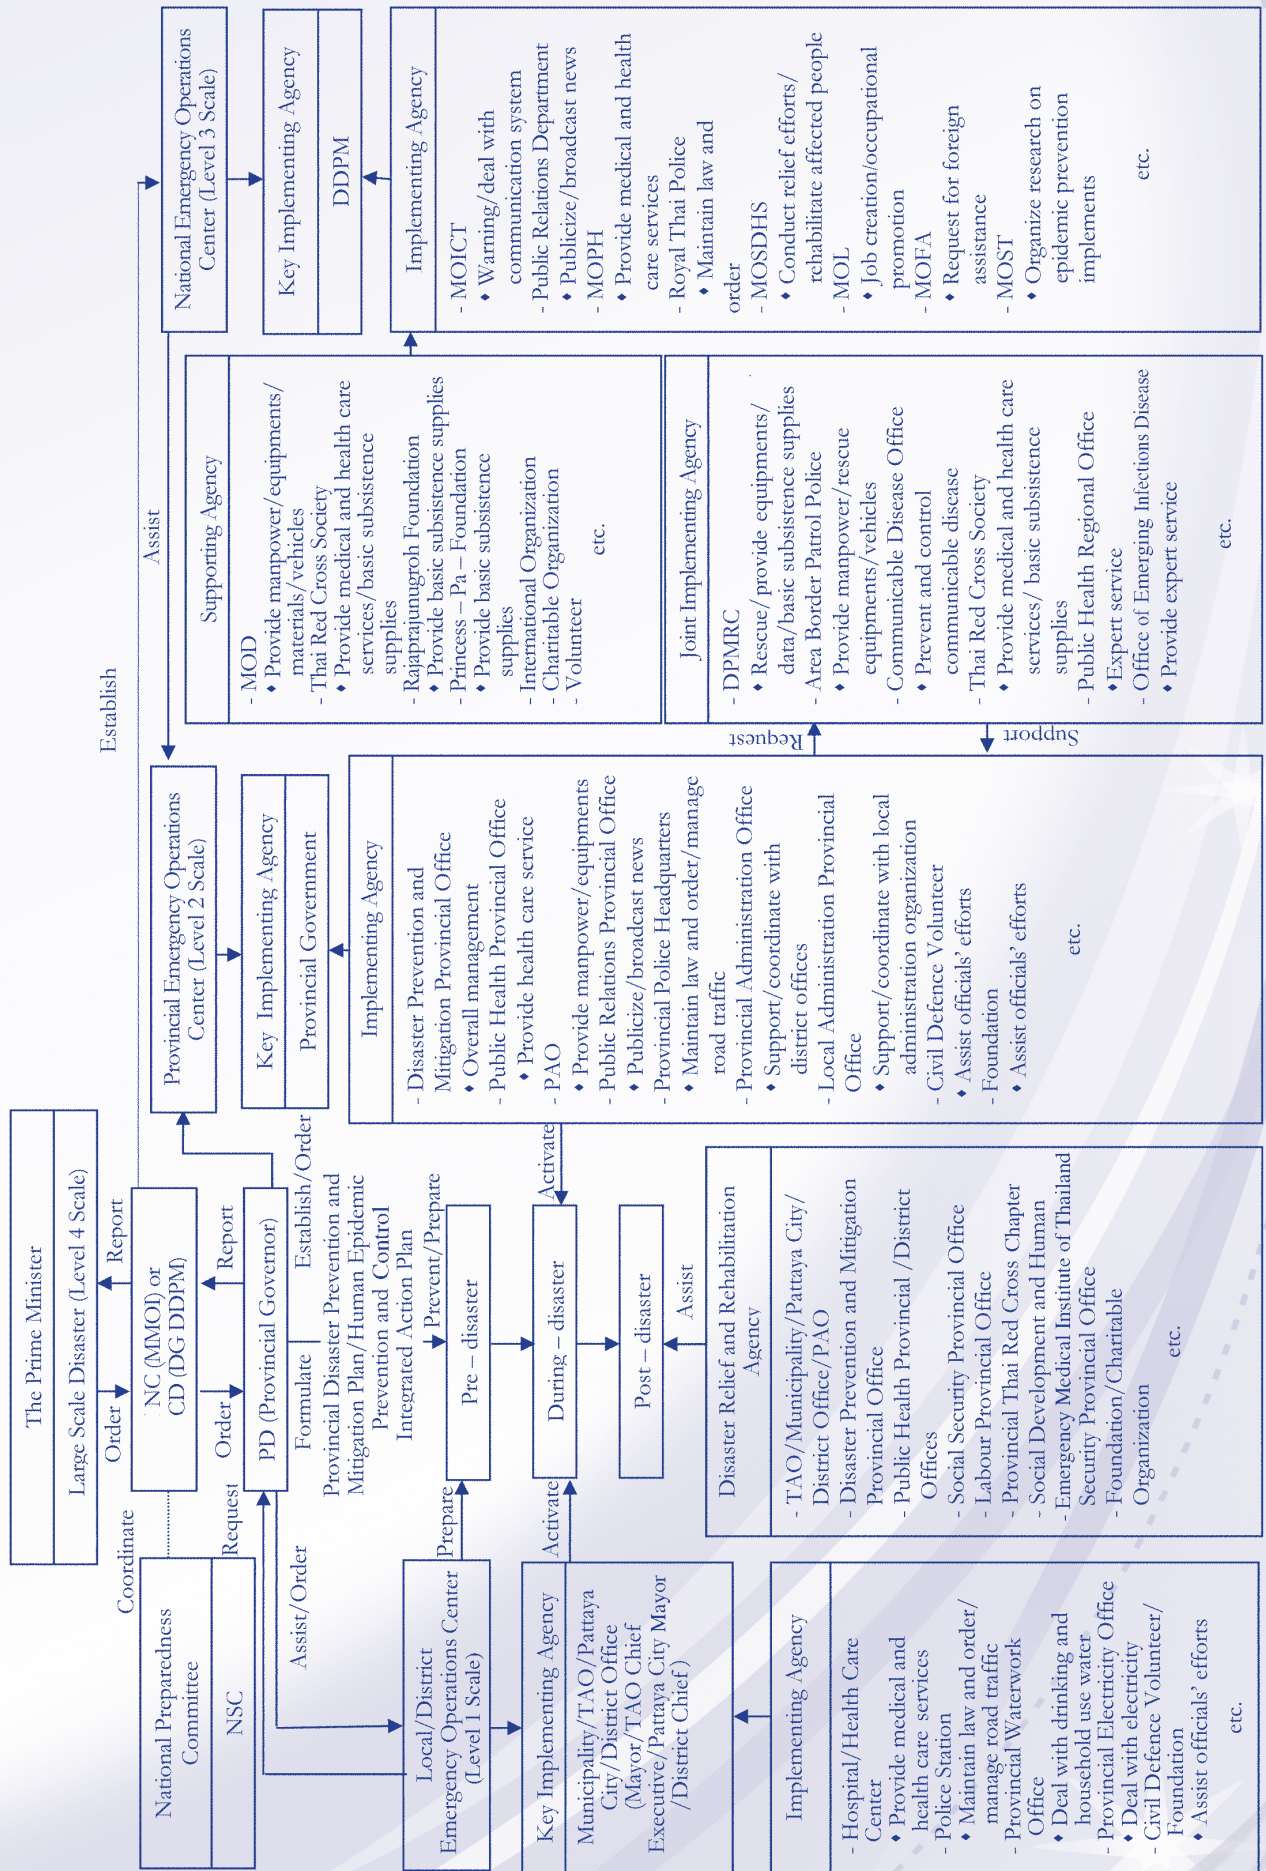 The Prime Minister
Large Scale Disaster (Level 4 Scale)
Order
Report
Coordinate
National Preparedness
Committee
NSC
NC (MMOI) or
CD (DG DDPM)
Order
Report
Establish
Assist
Request
PD (Provincial Governor)
Assist/Order
Formulate
Establish/Order
Provincial Disaster Prevention and
Mitigation Plan/Human Epidemic
Prevention and Control
Integrated Action Plan
Prevent/Prepare
Local/District
Emergency Operations Center
(Level 1 Scale)
Prepare
Pre – disaster
Key Implementing Agency
Municipality/TAO/Pattaya
City/District Office
(Mayor/TAO Chief
Executive/Pattaya City Mayor
/District Chief)
Activate
During – disaster
Activate
Post – disaster
Assist
Implementing Agency
- Hospital/Health Care
Center
♦ Provide medical and
health care services
- Police Station
♦ Maintain law and order/
manage road traffic
- Provincial Waterwork
Office
♦ Deal with drinking and
household use water
- Provincial Electricity Office
♦ Deal with electricity
- Civil Defence Volunteer/
Foundation
♦ Assist officials’ efforts
etc.
Disaster Relief and Rehabilitation
Agency
- TAO/Municipality/Pattaya City/
District Office/PAO
- Disaster Prevention and Mitigation
Provincial Office
- Public Health Provincial /District
Offices
- Social Security Provincial Office
- Labour Provincial Office
- Provincial Thai Red Cross Chapter
- Social Development and Human
- Emergency Medical Institute of Thailand
Security Provincial Office
- Foundation/Charitable
Organization
etc.
Provincial Emergency Operations
Center (Level 2 Scale)
Key Implementing Agency
Provincial Government
Implementing Agency
- Disaster Prevention and
Mitigation Provincial Office
♦ Overall management
- Public Health Provincial Office
♦ Provide health care service
- PAO
♦ Provide manpower/equipments
- Public Relations Provincial Office
♦ Publicize/broadcast news
- Provincial Police Headquarters
♦ Maintain law and order/manage
road traffic
- Provincial Administration Office
♦ Support/coordinate with
district offices
- Local Administration Provincial
Office
♦ Support/coordinate with local
administration organization
- Civil Defence Volunteer
♦ Assist officials’ efforts
- Foundation
♦ Assist officials’ efforts
etc.
Request
Support
Supporting Agency
- MOD
♦ Provide manpower/equipments/
materials/vehicles
- Thai Red Cross Society
♦ Provide medical and health care
services/basic subsistence
supplies
- Rajaprajunugroh Foundation
♦ Provide basic subsistence supplies
- Princess – Pa – Foundation
♦ Provide basic subsistence
supplies
- International Organization
- Charitable Organization
- Volunteer
etc.
Joint Implementing Agency
- DPMRC
♦ Rescue/provide equipments/
data/basic subsistence supplies
- Area Border Patrol Police
♦ Provide manpower/rescue
equipments/vehicles
- Communicable Disease Office
♦ Prevent and control
communicable disease
- Thai Red Cross Society
♦ Provide medical and health care
services/ basic subsistence
supplies
- Public Health Regional Office
♦Expert service
- Office of Emerging Infections Disease
♦ Provide expert service
etc.
National Emergency Operations
Center (Level 3 Scale)
Key Implementing Agency
DDPM
Implementing Agency
- MOICT
♦ Warning/deal with
communication system
- Public Relations Department
♦ Publicize/broadcast news
- MOPH
♦ Provide medical and health
care services
- Royal Thai Police
♦ Maintain law and
order
- MOSDHS
♦ Conduct relief efforts/
rehabilitate affected people
- MOL
♦ Job creation/occupational
promotion
- MOFA
♦ Request for foreign
assistance
- MOST
♦ Organize research on
epidemic prevention
implements
etc.